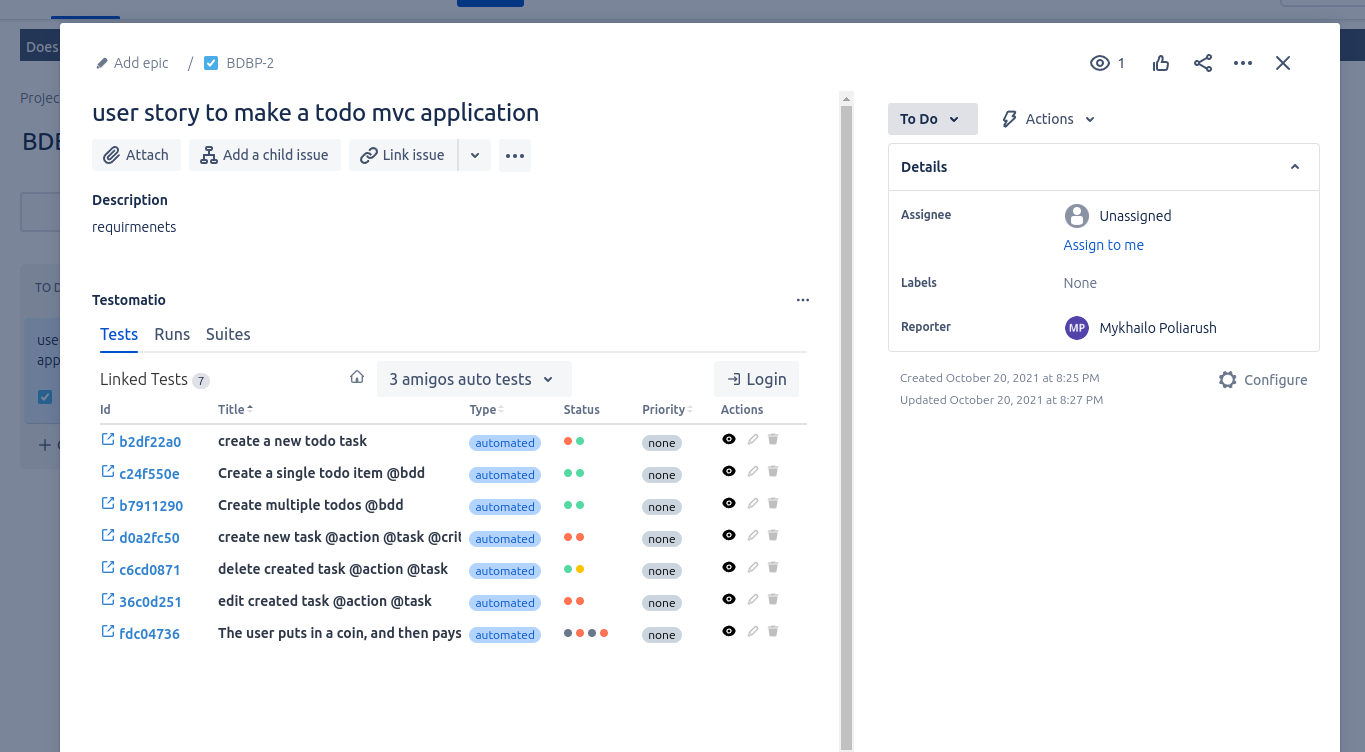 Does
Add epic / BDBP-2
1
Projec
user story to make a todo mvc application
To Do
Actions
BDB
Attach
Add a child issue
Link issue
Details
Description
requirmenets
Assignee
Unassigned
Assign to me
Labels
None
TO D
Testomatio
Reporter
MP
Mykhailo Poliarush
use
app
Tests
Runs
Suites
Linked Tests 7
3 amigos auto tests
Login
Created October 20, 2021 at 8:25 PM
Updated October 20, 2021 at 8:27 PM
Configure
Id Title Type Status Priority Actions
b2df22a0 create a new todo task automated none
c24f550e Create a single todo item @bdd automated none
b7911290 Create multiple todos @bdd automated none
d0a2fc50 create new task @action @task @crit automated none
c6cd0871 delete created task @action @task automated none
36c0d251 edit created task @action @task automated none
fdc04736 The user puts in a coin, and then pays automated none